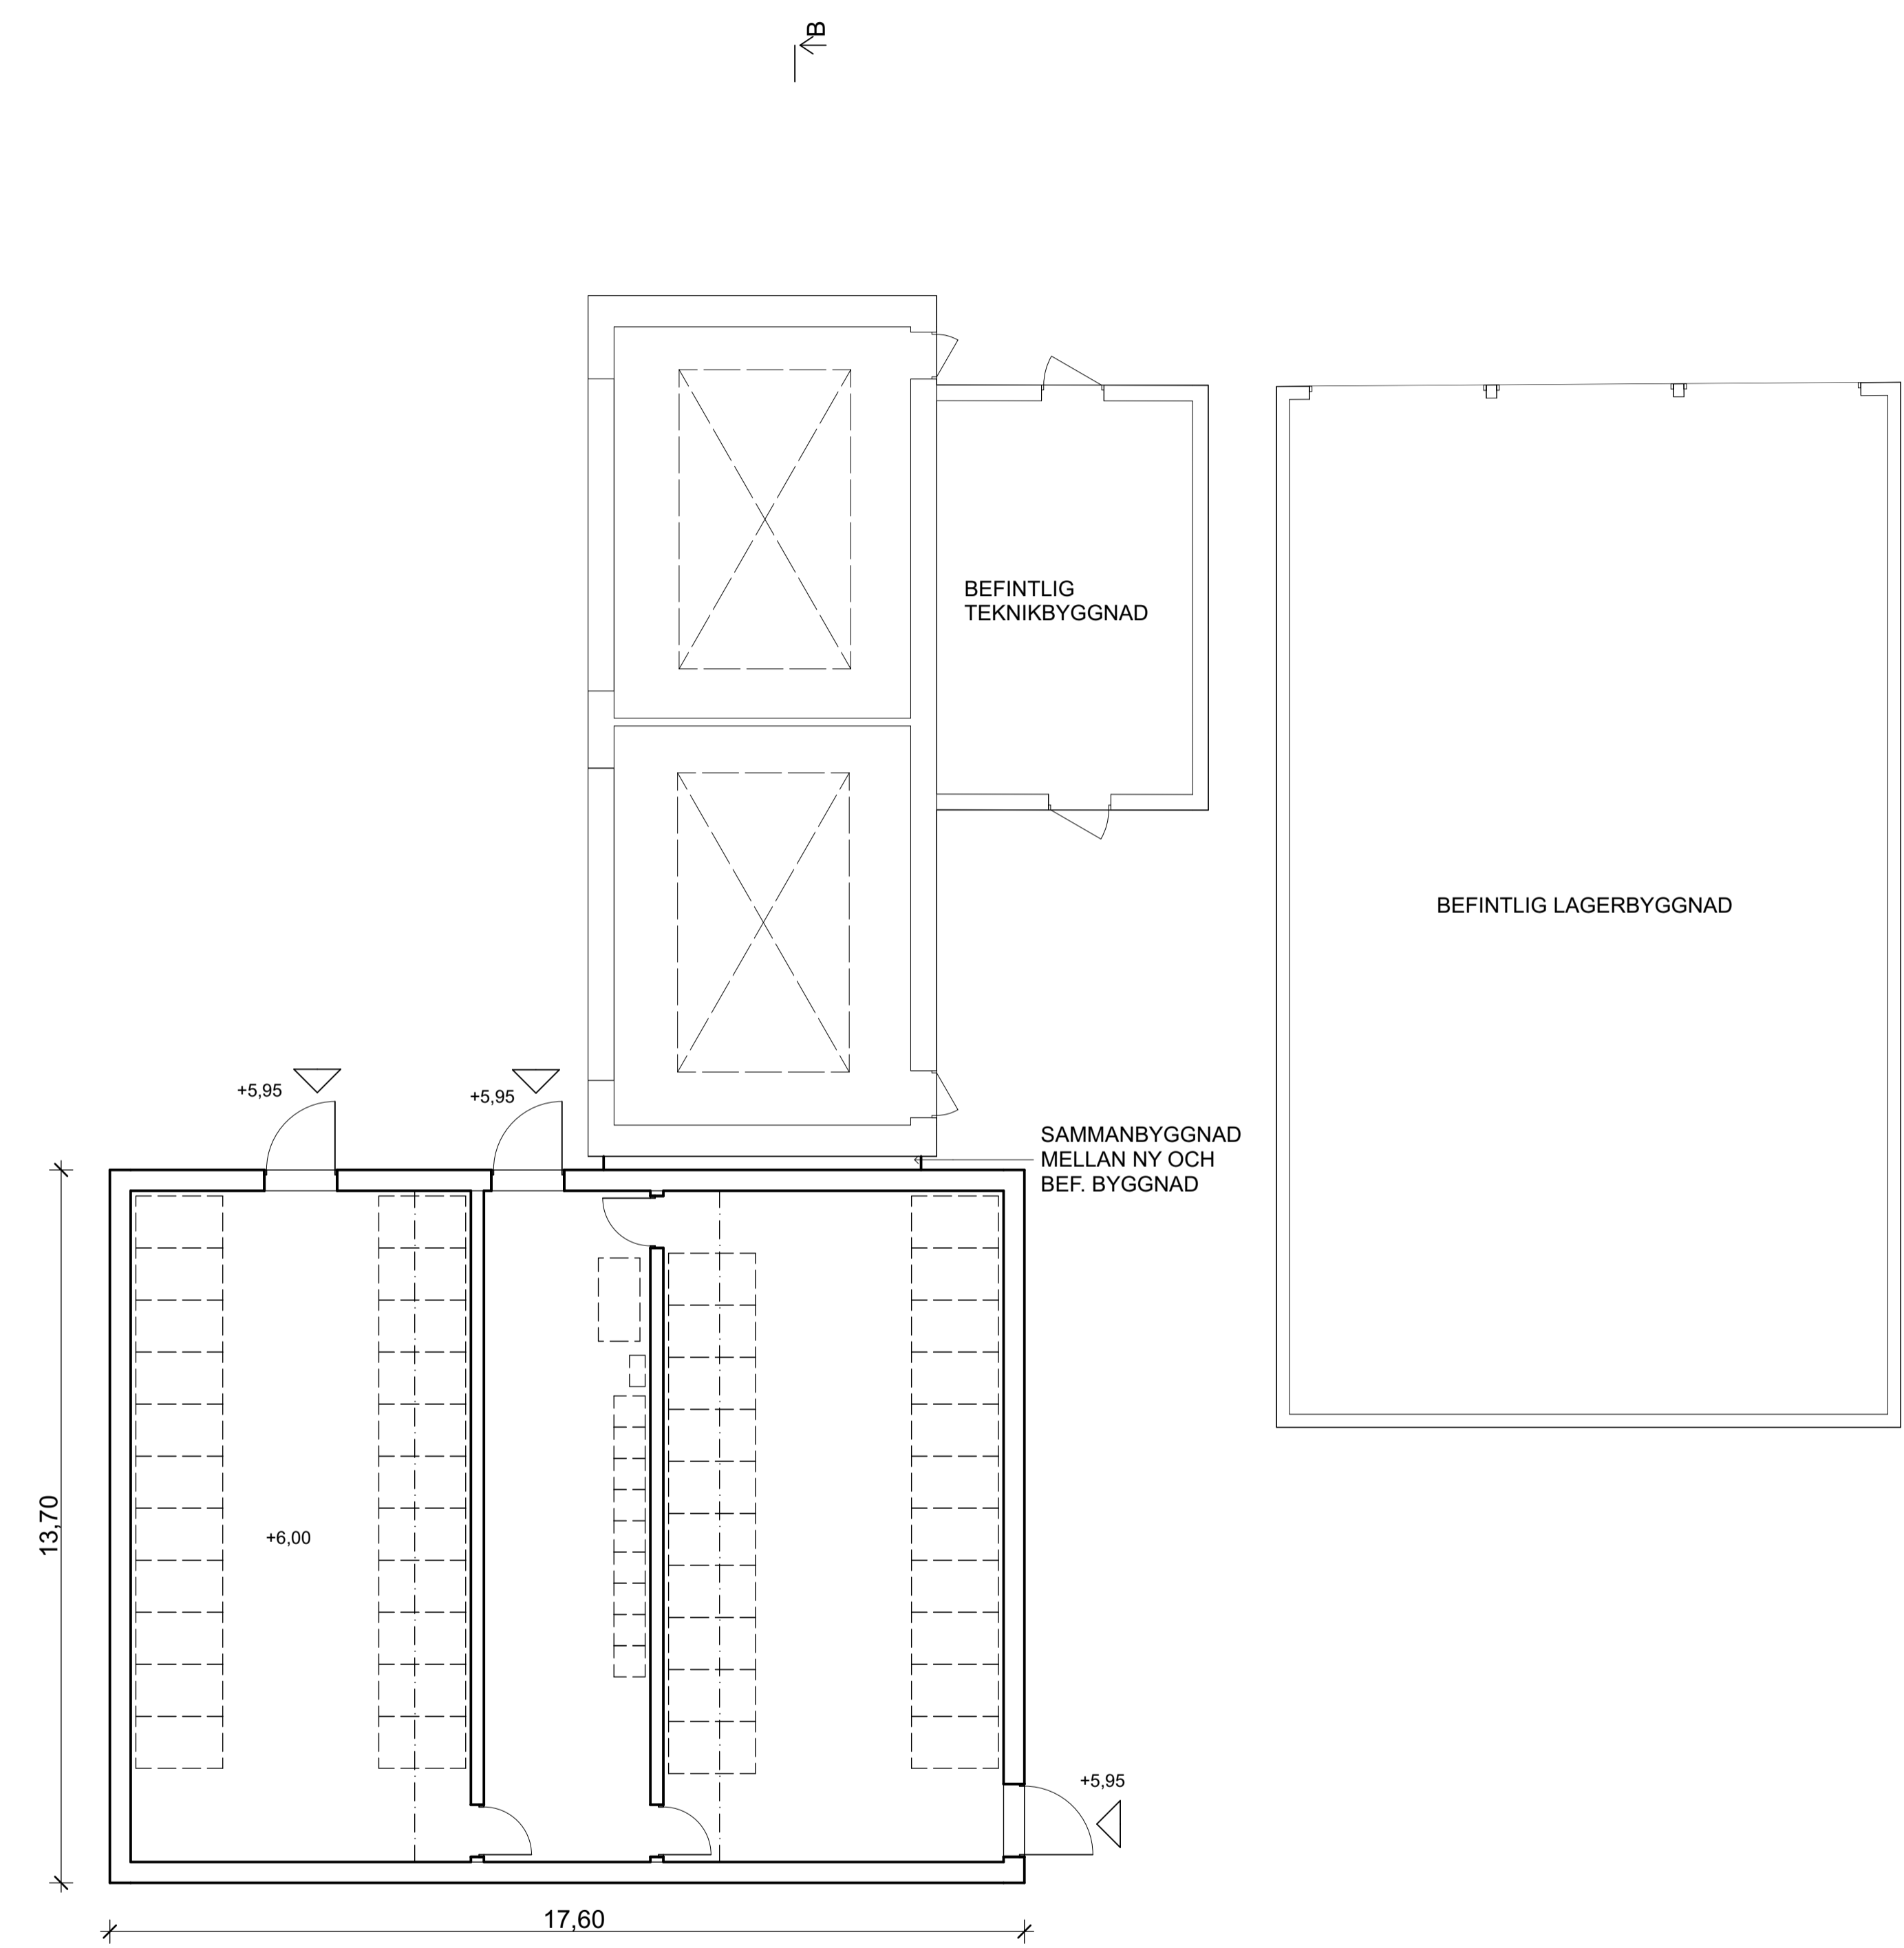 B
BEFINTLIG
TEKNIKBYGGNAD
BEFINTLIG LAGERBYGGNAD
+5,95
+5,95
SAMMANBYGGNAD
MELLAN NY OCH
BEF. BYGGNAD
13,70
+6,00
+5,95
17,60